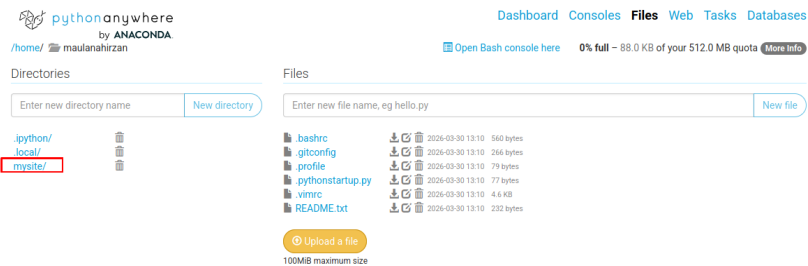 pythonanywhere
by ANACONDA.
Dashboard Consoles Files Web Tasks Databases
/home/ maulanahirzan
Open Bash console here 0% full – 88.0 KB of your 512.0 MB quota More Info
Directories
Files
Enter new directory name New directory
Enter new file name, eg hello.py New file
.ipython/
.local/
mysite/
.bashrc 2026-03-30 13:10 560 bytes
.gitconfig 2026-03-30 13:10 266 bytes
.profile 2026-03-30 13:10 79 bytes
.pythonstartup.py 2026-03-30 13:10 77 bytes
.vimrc 2026-03-30 13:10 4.6 KB
README.txt 2026-03-30 13:10 232 bytes
Upload a file
100MiB maximum size